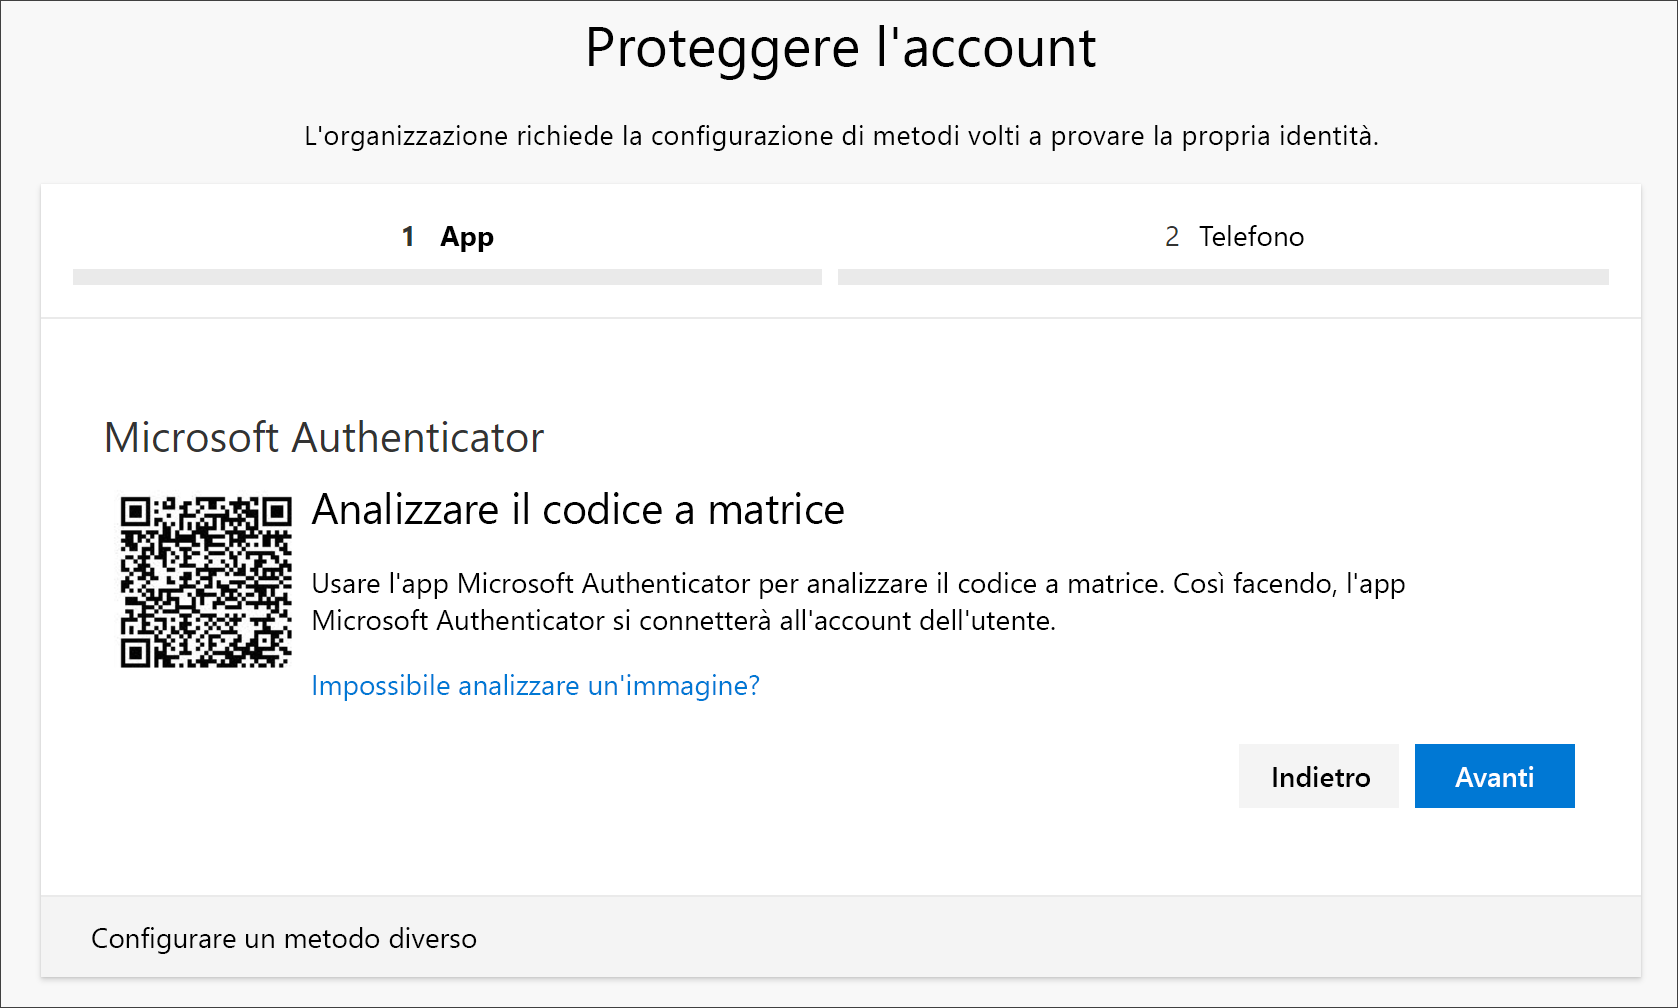 Proteggere l'account
L'organizzazione richiede la configurazione di metodi volti a provare la propria identità.
1 App
2 Telefono
Microsoft Authenticator
Analizzare il codice a matrice
Usare l'app Microsoft Authenticator per analizzare il codice a matrice. Così facendo, l'app
Microsoft Authenticator si connetterà all'account dell'utente.
Impossibile analizzare un'immagine?
Indietro
Avanti
Configurare un metodo diverso